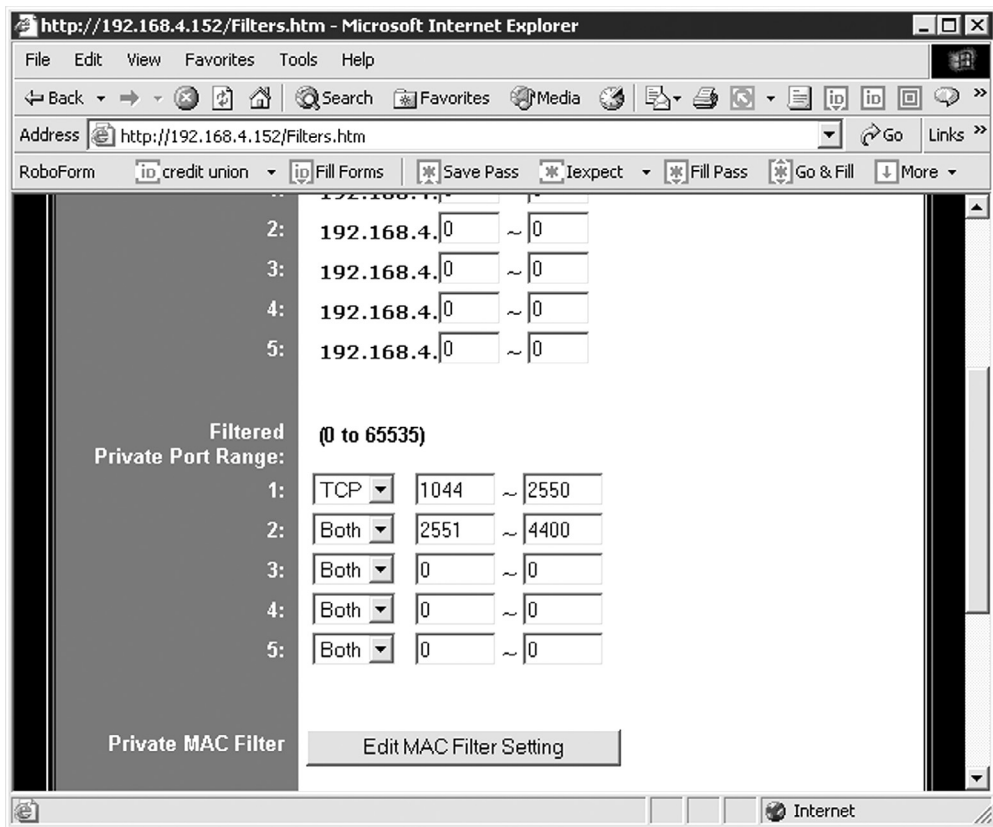 http://192.168.4.152/Filters.htm - Microsoft Internet Explorer
File Edit View Favorites Tools Help
Back Search Favorites Media
Address http://192.168.4.152/Filters.htm Go Links »
RoboForm credit union Fill Forms Save Pass Iexpect Fill Pass Go & Fill More
2: 192.168.4. 0 ~ 0
3: 192.168.4. 0 ~ 0
4: 192.168.4. 0 ~ 0
5: 192.168.4. 0 ~ 0
Filtered
Private Port Range:
(0 to 65535)
1: TCP 1044 ~ 2550
2: Both 2551 ~ 4400
3: Both 0 ~ 0
4: Both 0 ~ 0
5: Both 0 ~ 0
Private MAC Filter Edit MAC Filter Setting
Internet